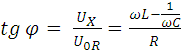 tg φ = U_X / U_0R = (ωL − 1/(ωC)) / R